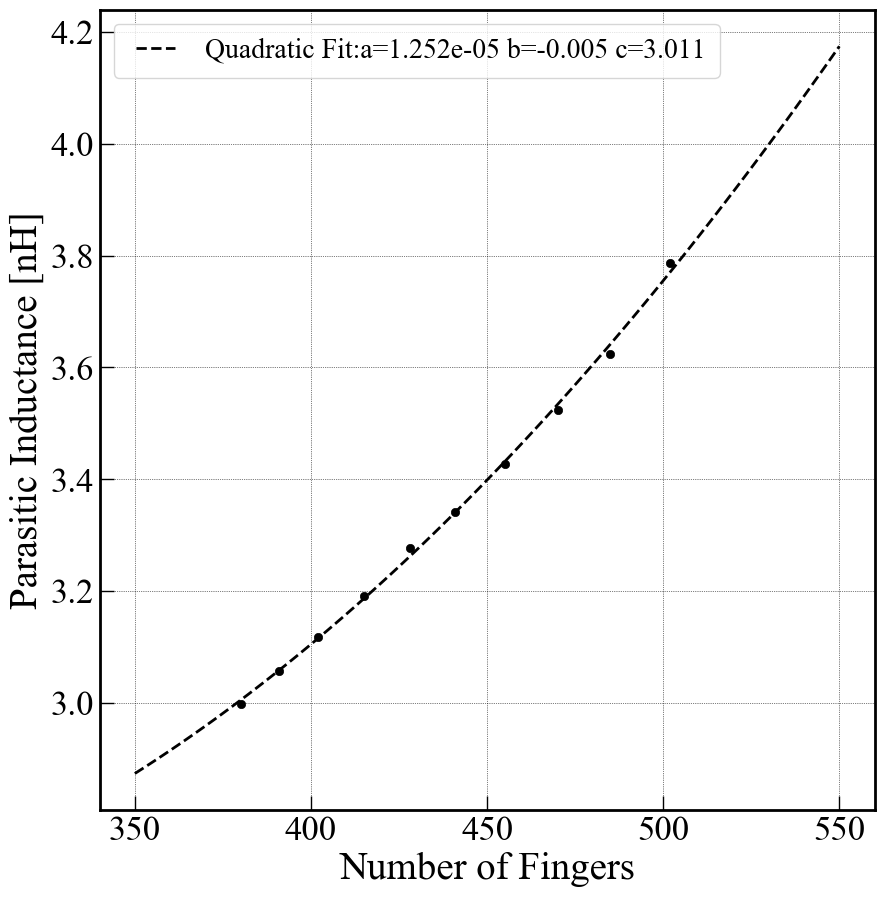 Quadratic Fit:a=1.252e-05 b=-0.005 c=3.011
4.2
4.0
3.8
3.6
3.4
3.2
3.0
Parasitic Inductance [nH]
350 400 450 500 550
Number of Fingers